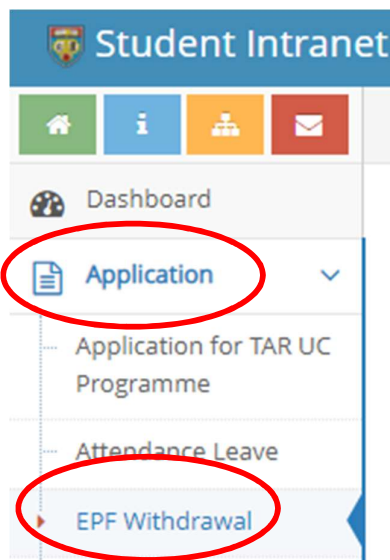 Student Intranet
i
Dashboard
Application
Application for TAR UC
Programme
Attendance Leave
EPF Withdrawal